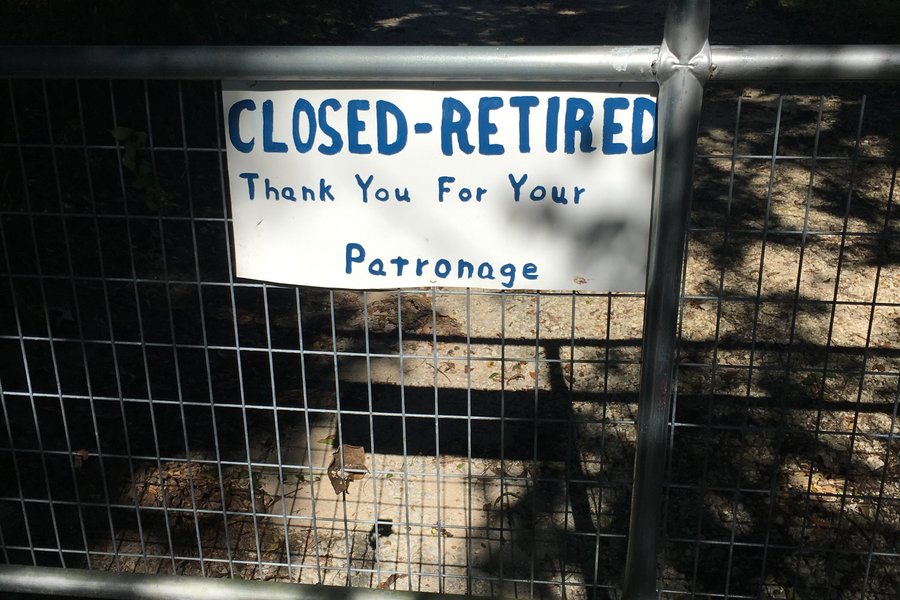 CLOSED-RETIRED
Thank You For Your
Patronage